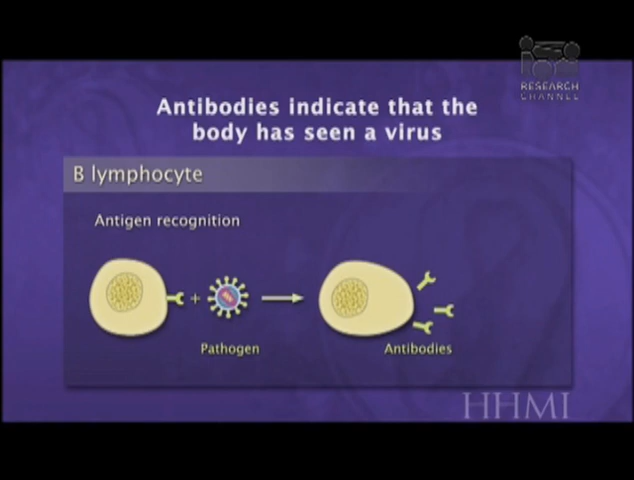 RESEARCH
CHANNEL
Antibodies indicate that the
body has seen a virus
B lymphocyte
Antigen recognition
+
Pathogen
Antibodies
HHMI